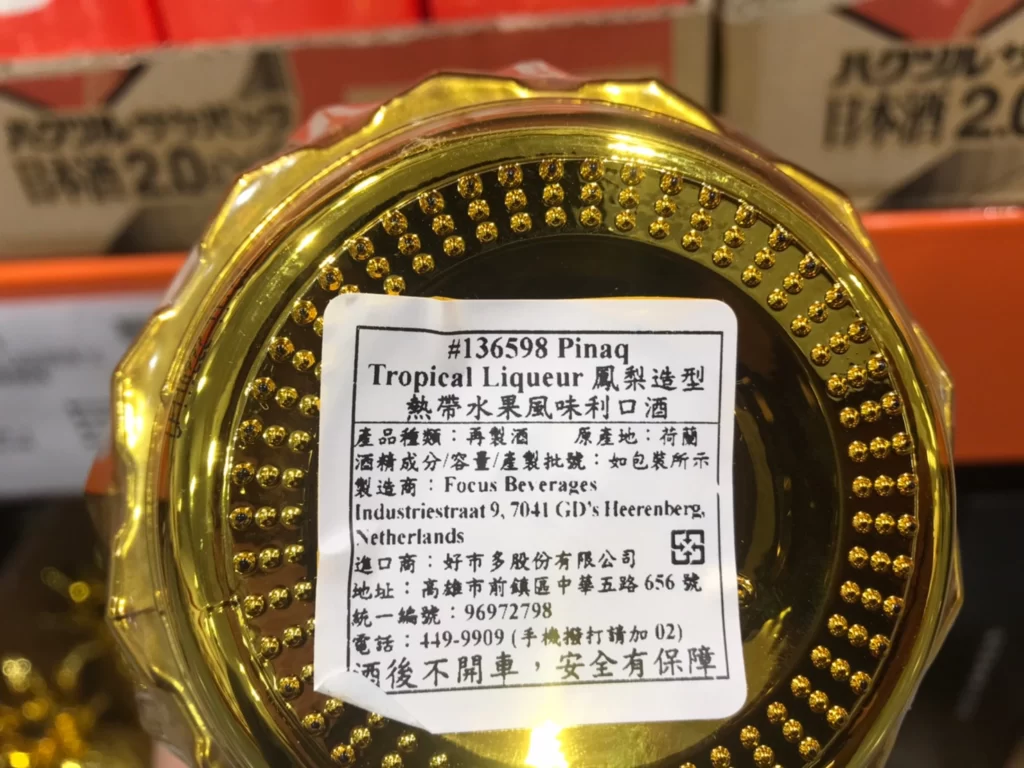 日本酒2.0
ハクツル・サ
日本酒2.0
#136598 Pinaq
Tropical Liqueur 鳳梨造型
熱帶水果風味利口酒
產品種類：再製酒 原產地：荷蘭
酒精成分/容量/產製批號：如包裝所示
製造商：Focus Beverages
Industriestraat 9, 7041 GD's Heerenberg,
Netherlands
進口商：好市多股份有限公司
地址：高雄市前鎮區中華五路 656 號
統一編號：96972798
電話：449-9909 (手機撥打請加 02)
酒後不開車，安全有保障